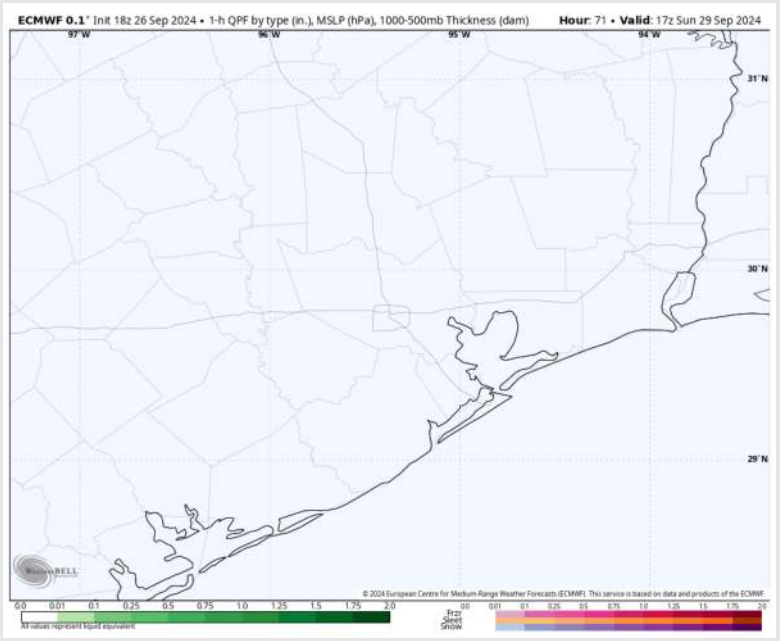 ECMWF 0.1° Init 18z 26 Sep 2024 • 1-h QPF by type (in.), MSLP (hPa), 1000-500mb Thickness (dam) Hour: 71 • Valid: 17z Sun 29 Sep 2024
97°W 96°W 95°W 94°W
31°N
30°N
29°N
WeatherBELL
© 2024 European Centre for Medium-Range Weather Forecasts (ECMWF). This service is based on data and products of the ECMWF
0.0 0.01 0.1 0.25 0.5 0.75 1.0 1.25 1.5 1.75 2.0
All values represent liquid equivalent
0.0 0.01 0.1 0.25 0.5 0.75 1.0 1.25 1.5 1.75 2.0
Frzr
Sleet
Snow